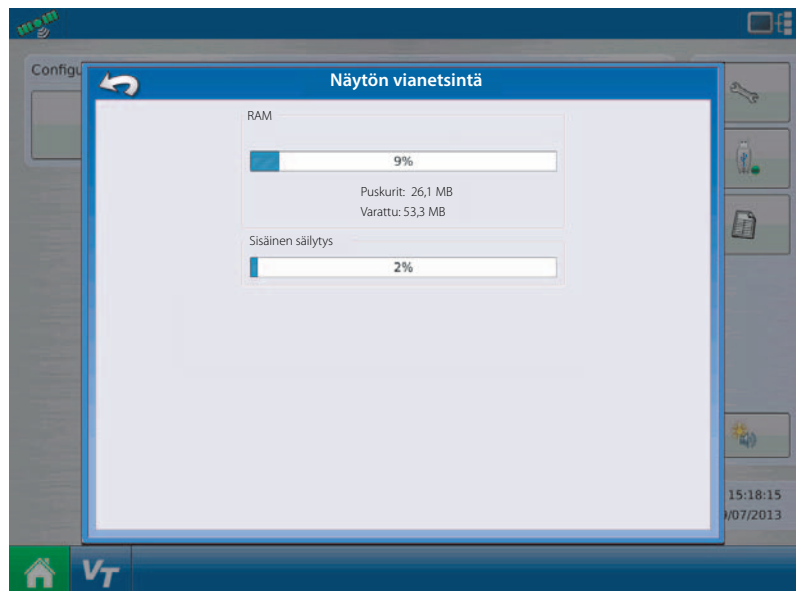 Configu
Näytön vianetsintä
RAM
9%
Puskurit: 26,1 MB
Varattu: 53,3 MB
Sisäinen säilytys
2%
15:18:15
/07/2013
VT